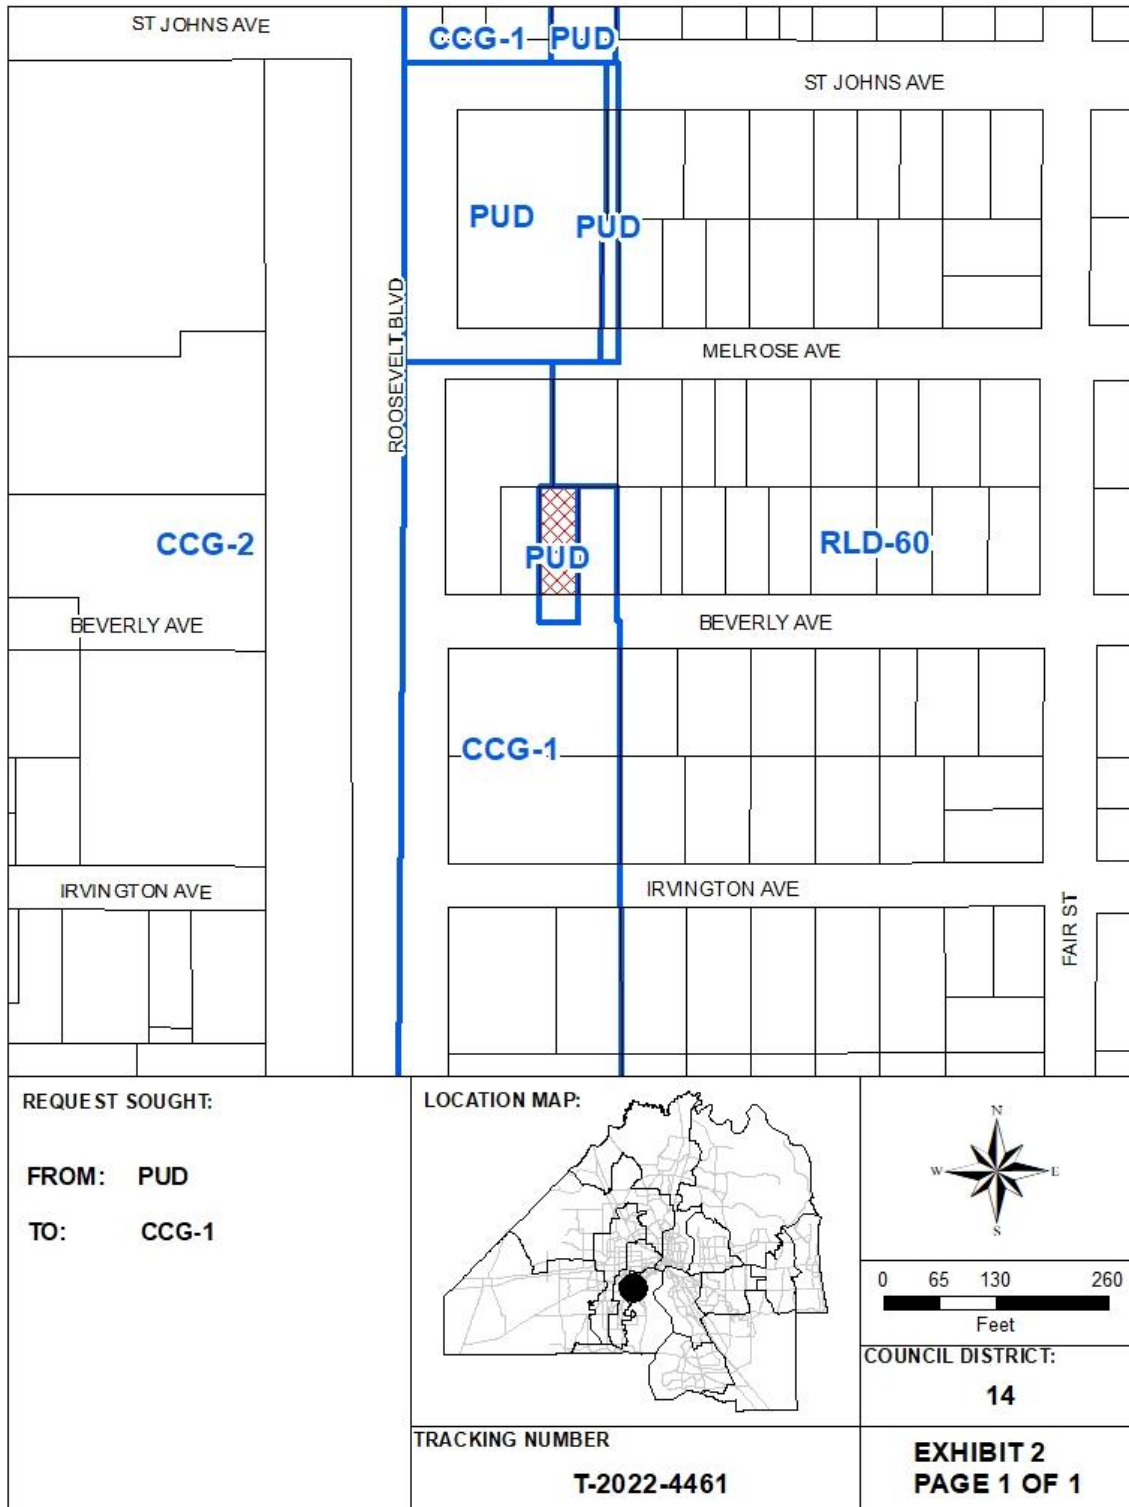 ST JOHNS AVE
CCG-1
PUD
ST JOHNS AVE
PUD
PUD
ROOSEVELT BLVD
MELROSE AVE
CCG-2
PUD
RLD-60
BEVERLY AVE
BEVERLY AVE
CCG-1
IRVINGTON AVE
IRVINGTON AVE
FAIR ST
REQUEST SOUGHT:
FROM: PUD
TO: CCG-1
LOCATION MAP:
N
W E
S
0 65 130 260
Feet
COUNCIL DISTRICT:
14
TRACKING NUMBER
T-2022-4461
EXHIBIT 2
PAGE 1 OF 1